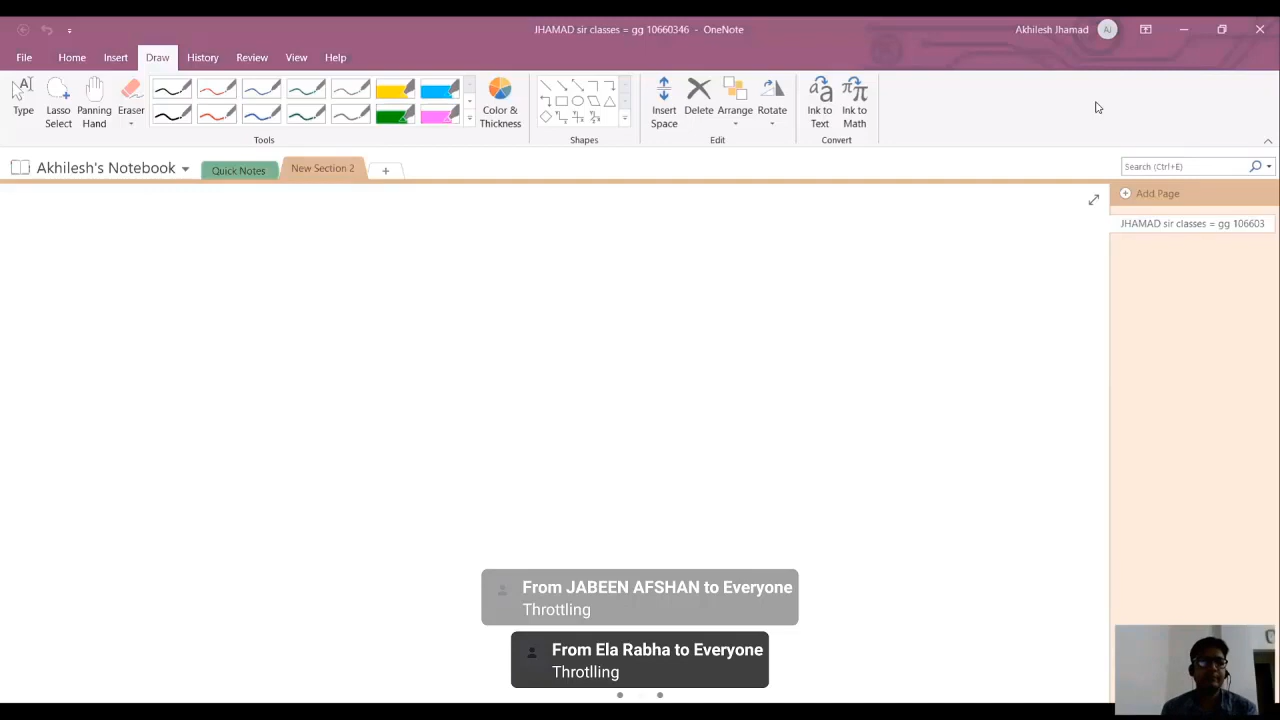 JHAMAD sir classes = gg 10660346 - OneNote
Akhilesh Jhamad
AJ
File
Home
Insert
Draw
History
Review
View
Help
Type
Lasso
Select
Panning
Hand
Eraser
Color &
Thickness
Insert
Space
Delete
Arrange
Rotate
Ink to
Text
Ink to
Math
Tools
Shapes
Edit
Convert
Akhilesh's Notebook
Quick Notes
New Section 2
Search (Ctrl+E)
Add Page
JHAMAD sir classes = gg 106603
From JABEEN AFSHAN to Everyone
Throttling
From Ela Rabha to Everyone
Throtlling